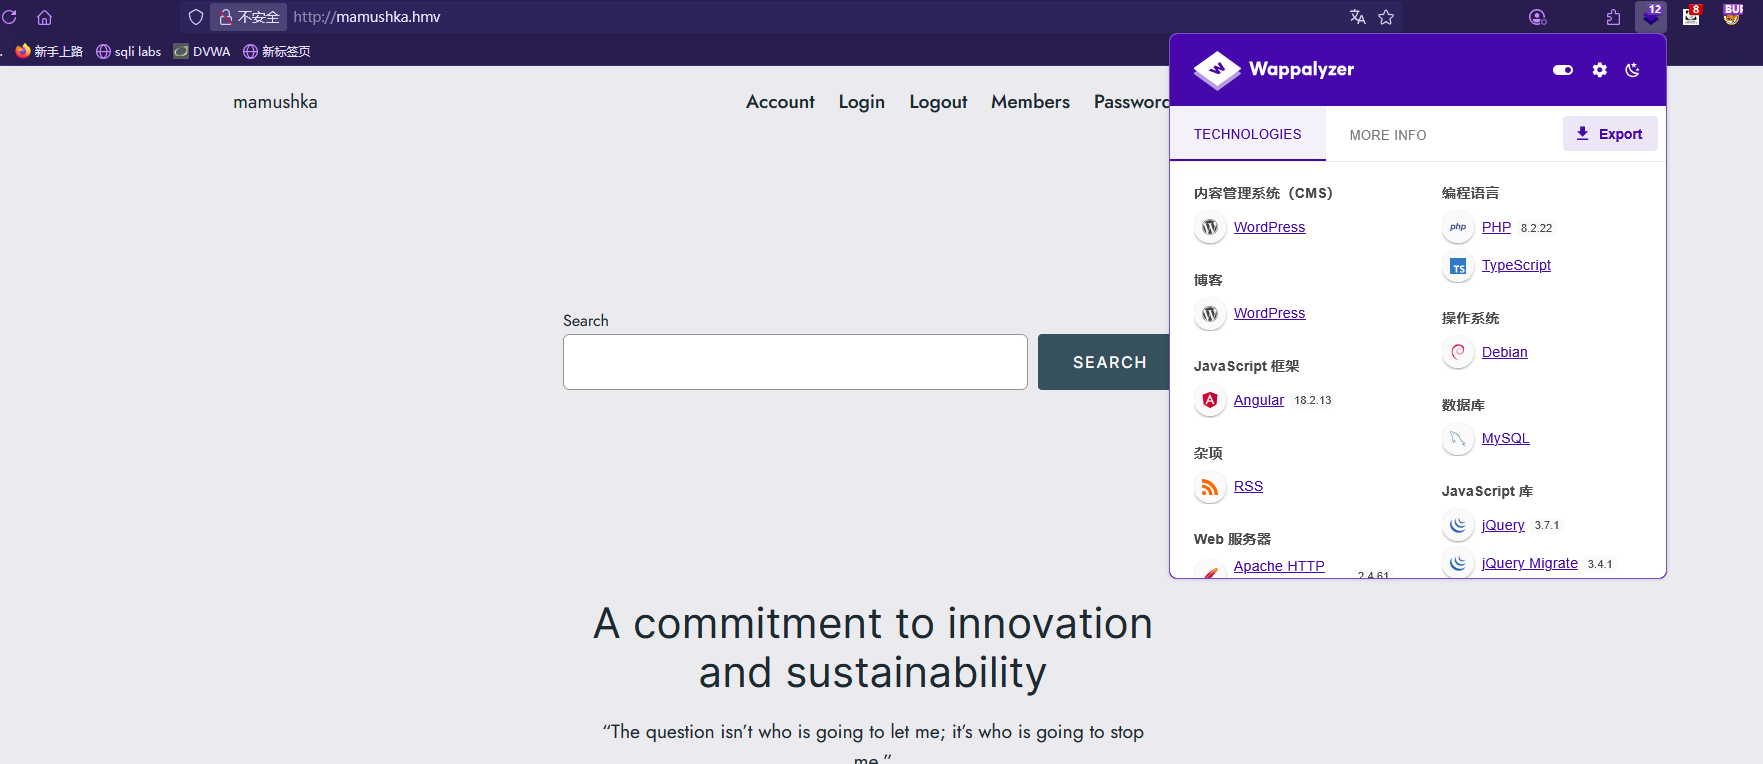 不安全 http://mamushka.hmv 12 8
新手上路 sqli labs DVWA 新标签页
mamushka Account Login Logout Members Password
Search
SEARCH
A commitment to innovation
and sustainability
“The question isn’t who is going to let me; it’s who is going to stop
me.”
Wappalyzer
TECHNOLOGIES MORE INFO Export
内容管理系统（CMS）
WordPress
博客
WordPress
JavaScript 框架
Angular 18.2.13
杂项
RSS
Web 服务器
Apache HTTP 2.4.61
编程语言
PHP 8.2.22
TypeScript
操作系统
Debian
数据库
MySQL
JavaScript 库
jQuery 3.7.1
jQuery Migrate 3.4.1